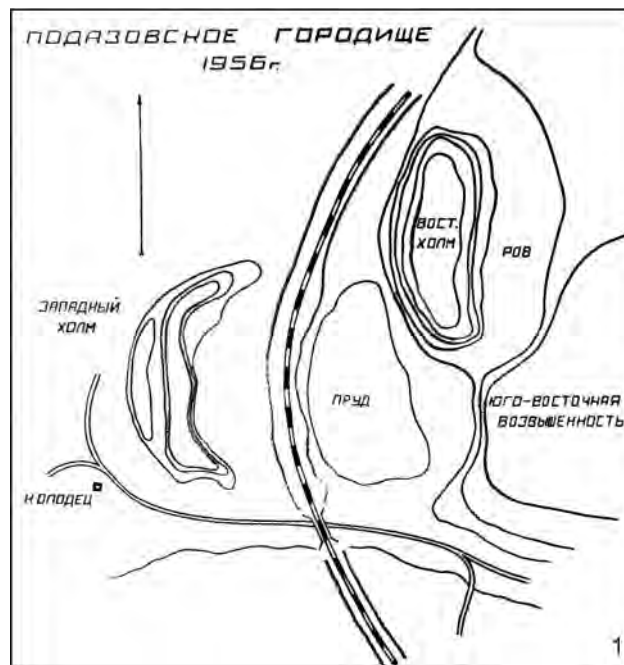 ПОДАЗОВСКОЕ ГОРОДИЩЕ
1956г.
ВОСТ.
ХОЛМ
РОВ
ЗАПАДНЫЙ
ХОЛМ
ПРУД
ЮГО-ВОСТОЧНАЯ
ВОЗВЫШЕННОСТЬ
КОЛОДЕЦ
1